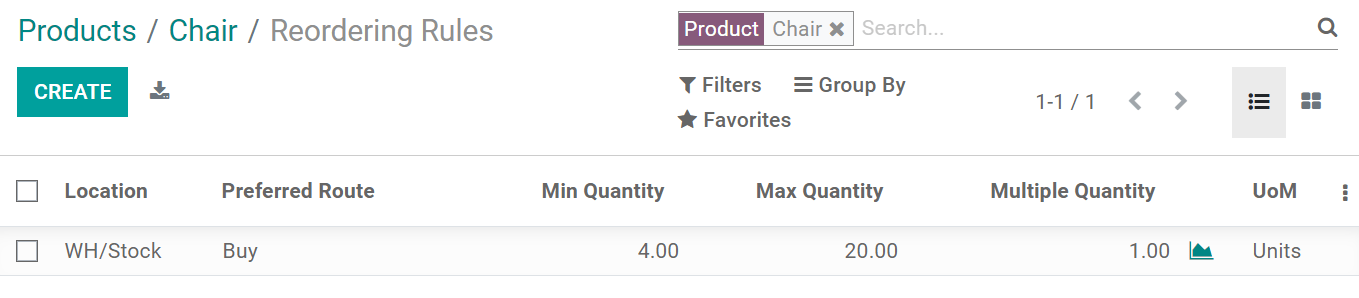 Products / Chair / Reordering Rules
Product Chair Search...
CREATE
Filters Group By
Favorites
1-1 / 1
Location Preferred Route Min Quantity Max Quantity Multiple Quantity UoM
WH/Stock Buy 4.00 20.00 1.00 Units